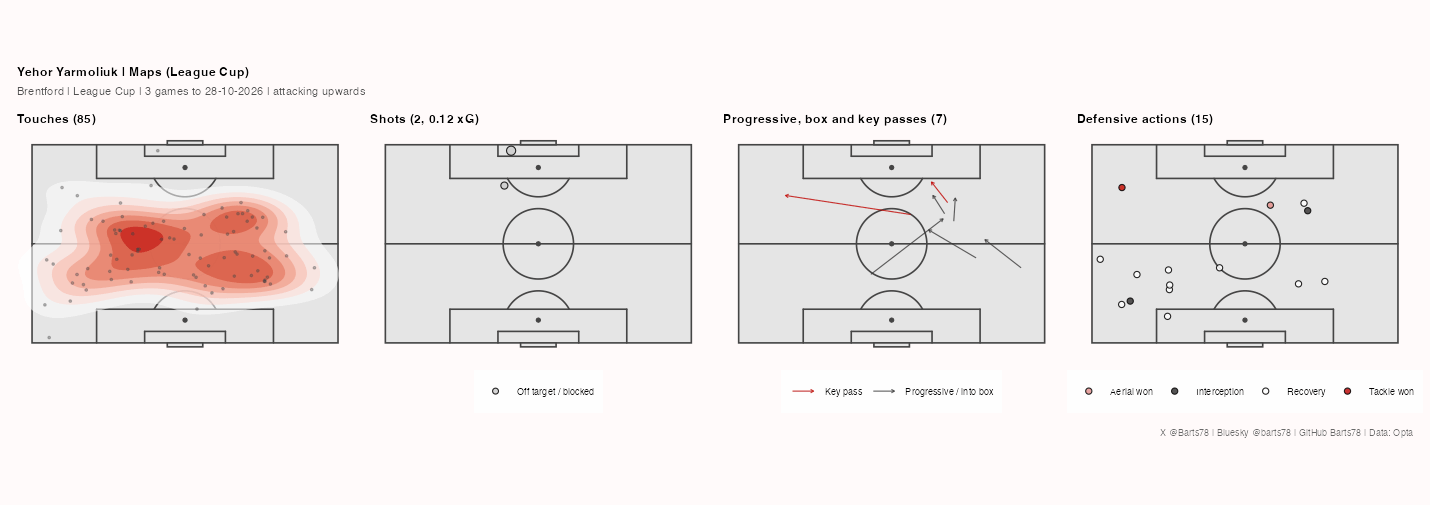 Yehor Yarmoliuk | Maps (League Cup)
Brentford | League Cup | 3 games to 28-10-2026 | attacking upwards
Touches (85)
Shots (2, 0.12 xG)
Progressive, box and key passes (7)
Defensive actions (15)
Off target / blocked
Key pass
Progressive / into box
Aerial won
Interception
Recovery
Tackle won
X @Barts78 | Bluesky @barts78 | GitHub Barts78 | Data: Opta